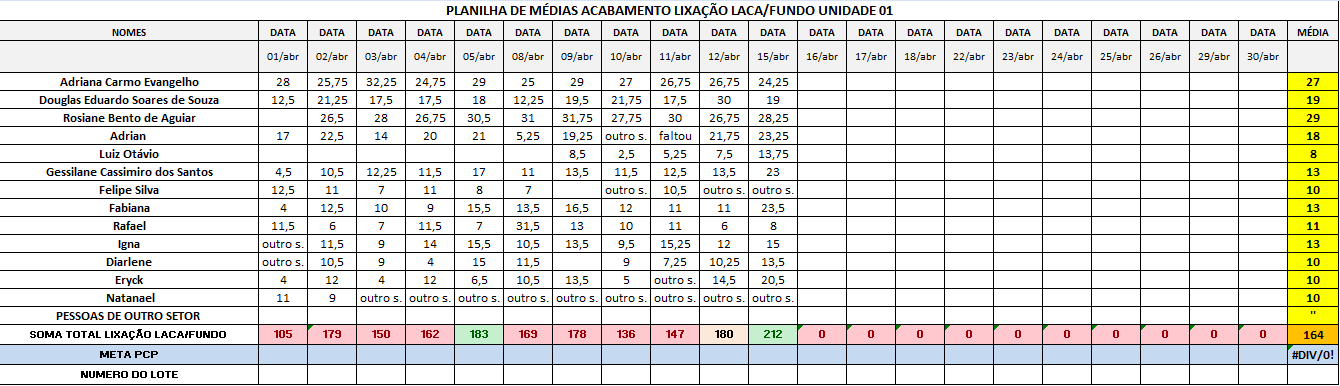 PLANILHA DE MÉDIAS ACABAMENTO LIXAÇÃO LACA/FUNDO UNIDADE 01
NOMES DATA DATA DATA DATA DATA DATA DATA DATA DATA DATA DATA DATA DATA DATA DATA DATA DATA DATA DATA DATA DATA MÉDIA
01/abr 02/abr 03/abr 04/abr 05/abr 08/abr 09/abr 10/abr 11/abr 12/abr 15/abr 16/abr 17/abr 18/abr 22/abr 23/abr 24/abr 25/abr 26/abr 29/abr 30/abr
Adriana Carmo Evangelho 28 25,75 32,25 24,75 29 25 29 27 26,75 26,75 24,25 27
Douglas Eduardo Soares de Souza 12,5 21,25 17,5 17,5 18 12,25 19,5 21,75 17,5 30 19 19
Rosiane Bento de Aguiar 26,5 28 26,75 30,5 31 31,75 27,75 30 26,75 28,25 29
Adrian 17 22,5 14 20 21 5,25 19,25 outro s. faltou 21,75 23,25 18
Luiz Otávio 8,5 2,5 5,25 7,5 13,75 8
Gessilane Cassimiro dos Santos 4,5 10,5 12,25 11,5 17 11 13,5 11,5 12,5 13,5 23 13
Felipe Silva 12,5 11 7 11 8 7 outro s. 10,5 outro s. outro s. 10
Fabiana 4 12,5 10 9 15,5 13,5 16,5 12 11 11 23,5 13
Rafael 11,5 6 7 11,5 7 31,5 13 10 11 6 8 11
Igna outro s. 11,5 9 14 15,5 10,5 13,5 9,5 15,25 12 15 13
Diarlene outro s. 10,5 9 4 15 11,5 9 7,25 10,25 13,5 10
Eryck 4 12 4 12 6,5 10,5 13,5 5 outro s. 14,5 20,5 10
Natanael 11 9 outro s. outro s. outro s. outro s. outro s. outro s. outro s. outro s. outro s. 10
PESSOAS DE OUTRO SETOR "
SOMA TOTAL LIXAÇÃO LACA/FUNDO 105 179 150 162 183 169 178 136 147 180 212 0 0 0 0 0 0 0 0 0 0 164
META PCP #DIV/0!
NUMERO DO LOTE